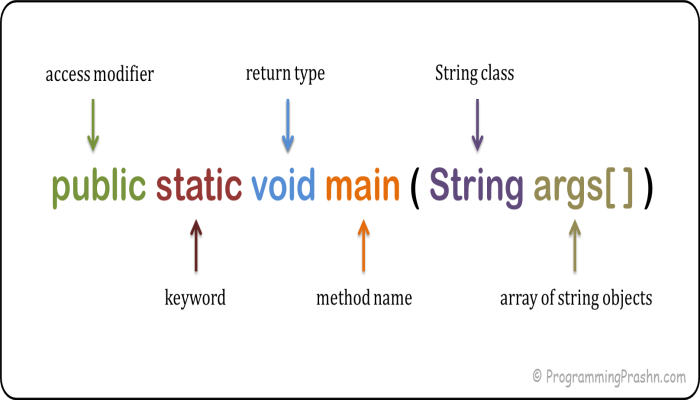 access modifier return type String class
public static void main ( String args[ ] )
keyword method name array of string objects
© ProgrammingPrashn.com